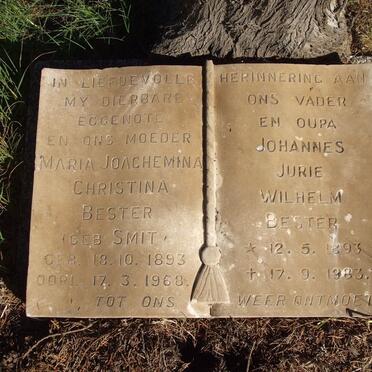 IN LIEFDEVOLLE
MY DIERBARE
EGGENOTE
EN ONS MOEDER
MARIA JOACHEMINA
CHRISTINA
BESTER
(GEB SMIT)
GEB. 18.10.1893
OORL. 17.3.1968
TOT ONS
HERINNERING AAN
ONS VADER
EN OUPA
JOHANNES
JURIE
WILHELM
BESTER
* 12.5.1893
† 17.9.1983
WEER ONTMOET